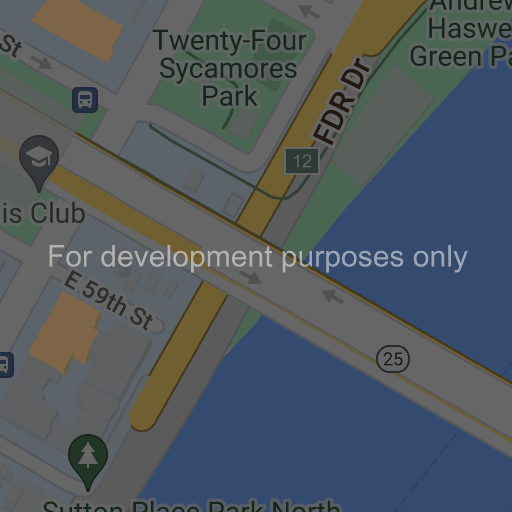 St
Twenty-Four
Sycamores
Park
Andrew
Haswe
Green Pa
FDR Dr
12
is Club
For development purposes only
E 59th St
25
Sutton Place Park North